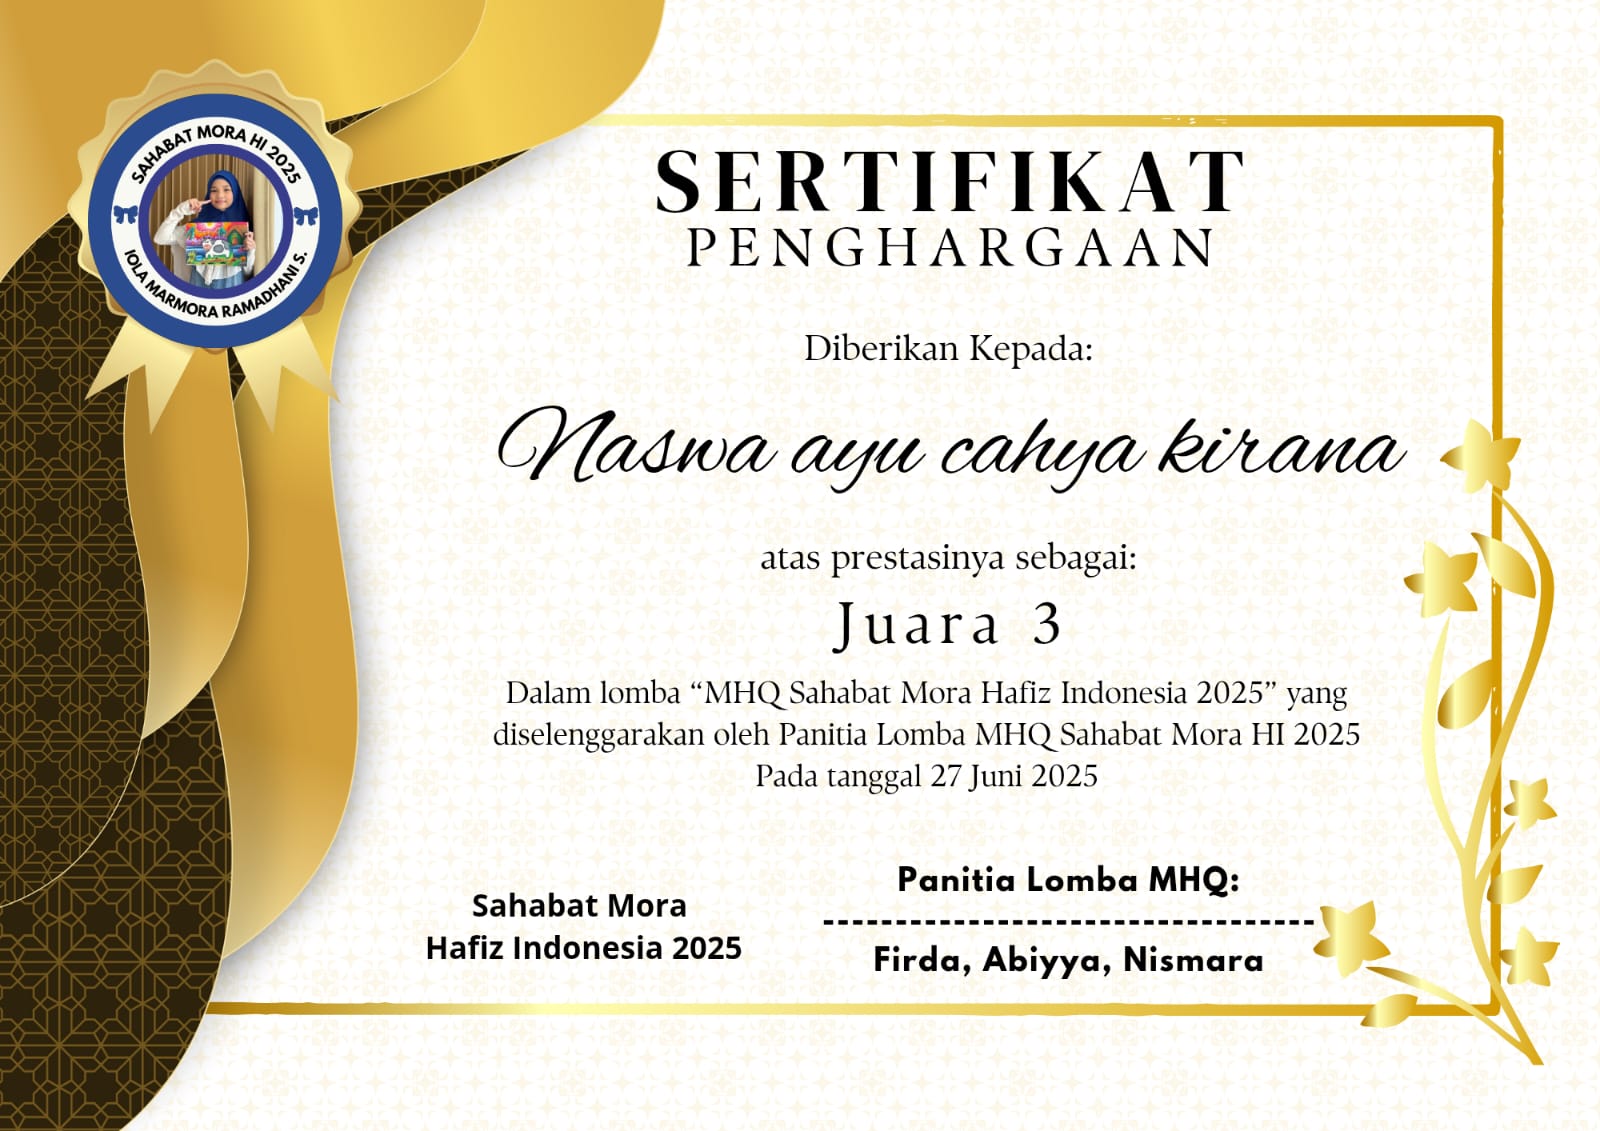 SAHABAT MORA HI 2025
IOLA MARMORA RAMADHANI S.
SERTIFIKAT
PENGHARGAAN
Diberikan Kepada:
Naswa ayu cahya kirana
atas prestasinya sebagai:
Juara 3
Dalam lomba “MHQ Sahabat Mora Hafiz Indonesia 2025” yang
diselenggarakan oleh Panitia Lomba MHQ Sahabat Mora HI 2025
Pada tanggal 27 Juni 2025
Sahabat Mora
Hafiz Indonesia 2025
Panitia Lomba MHQ:
----------------------------------
Firda, Abiyya, Nismara